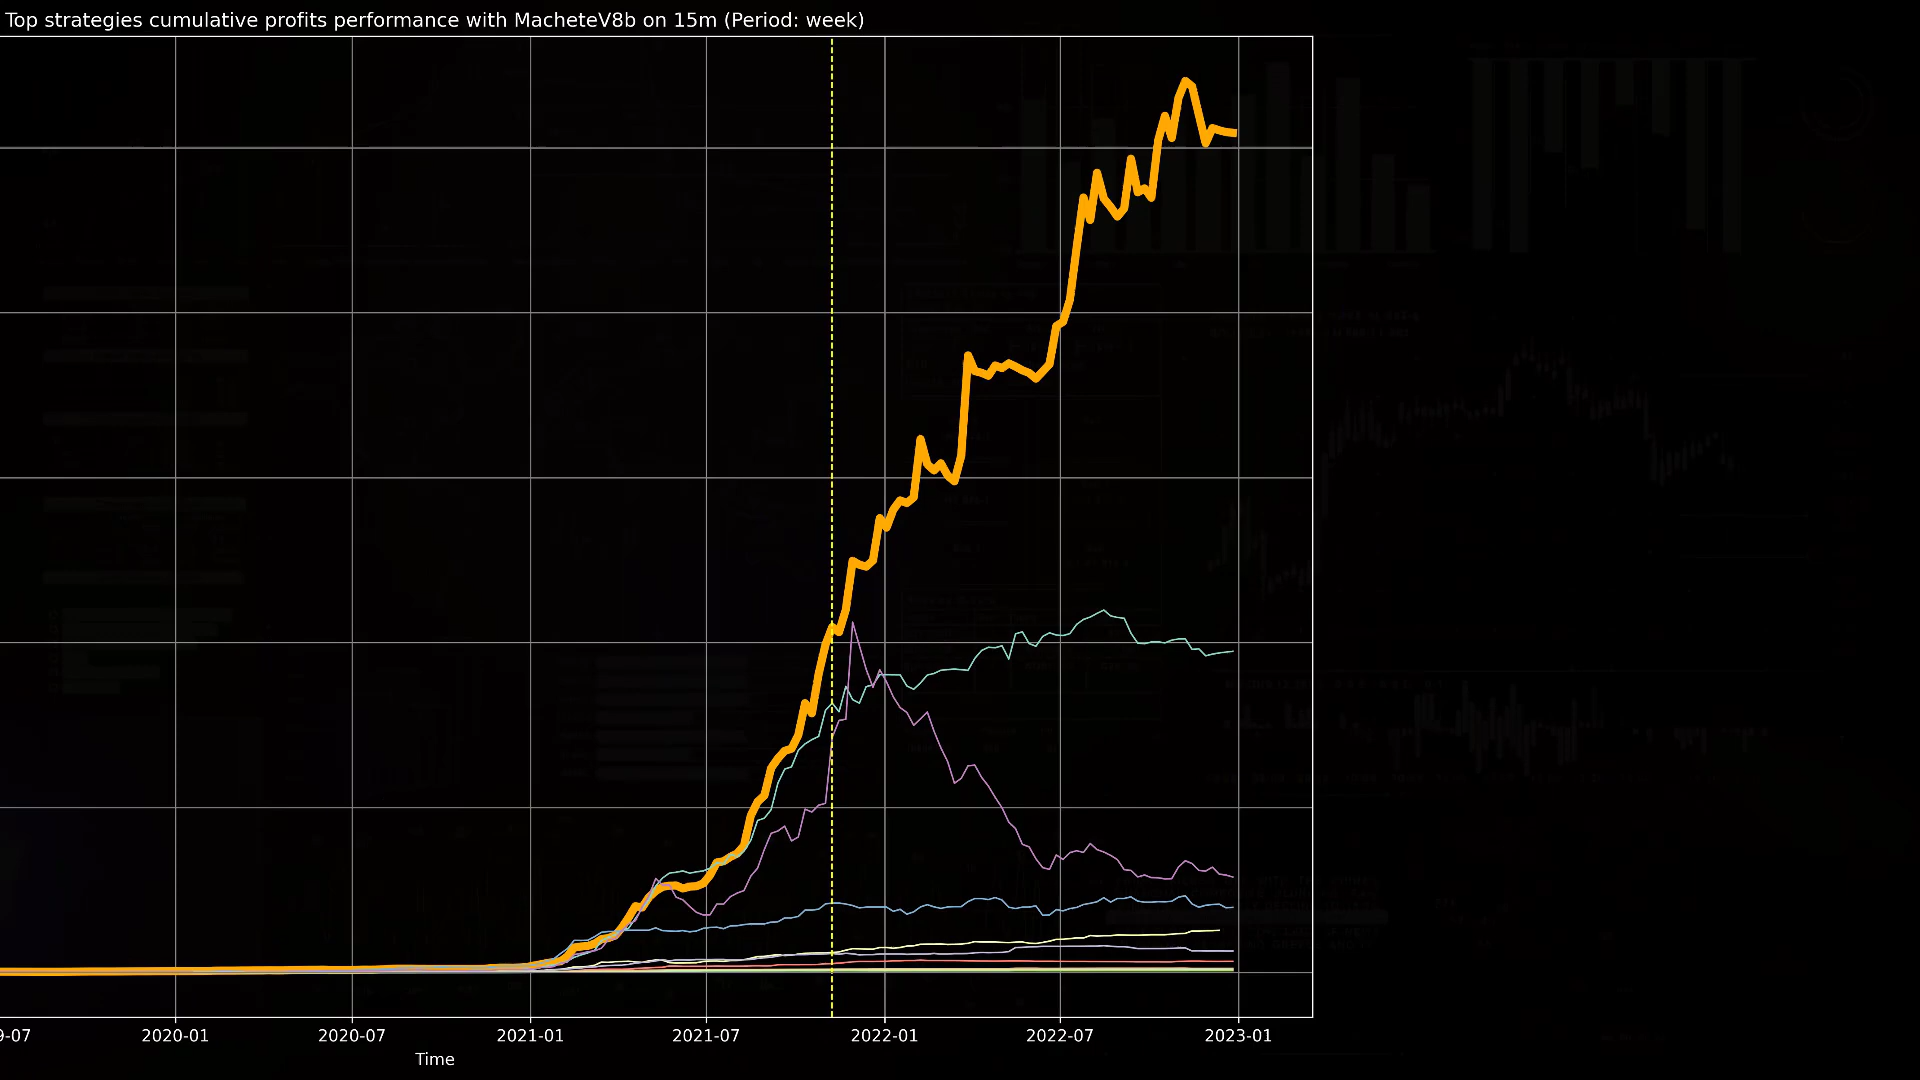 Top strategies cumulative profits performance with MacheteV8b on 15m (Period: week)
9-07 2020-01 2020-07 2021-01 2021-07 2022-01 2022-07 2023-01
Time